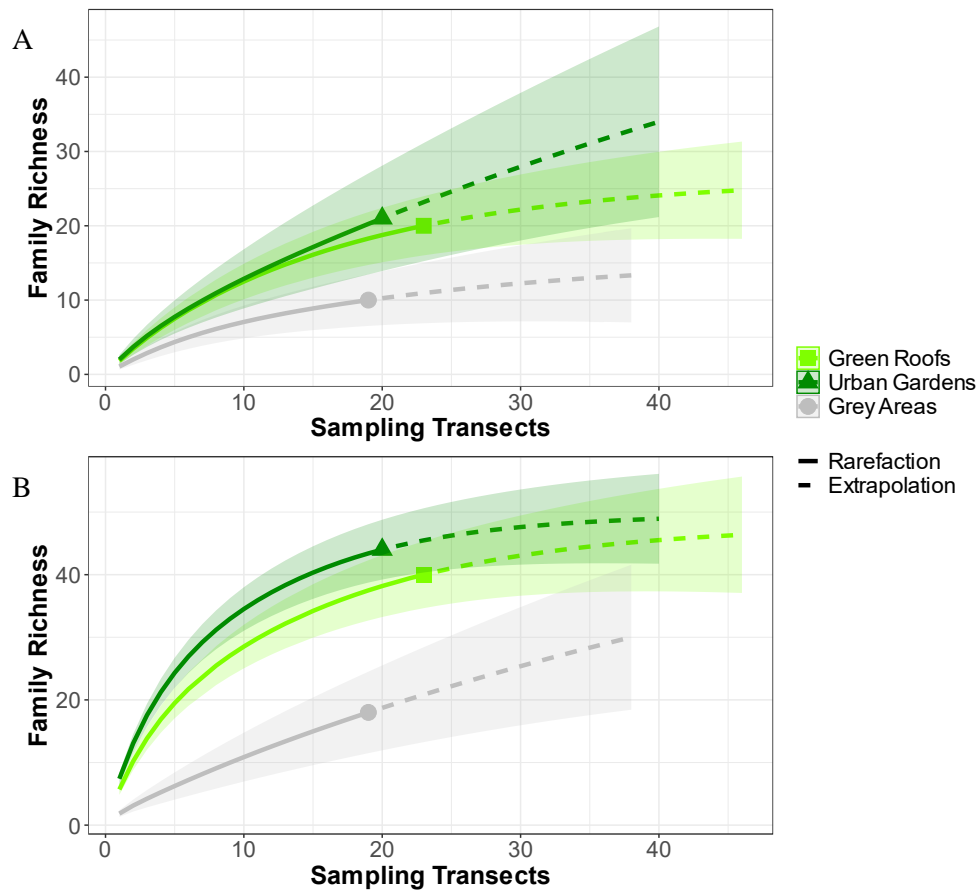 A
Family Richness
40
30
20
10
0
0 10 20 30 40
Sampling Transects
Green Roofs
Urban Gardens
Grey Areas
Rarefaction
Extrapolation
B
Family Richness
40
20
0
0 10 20 30 40
Sampling Transects